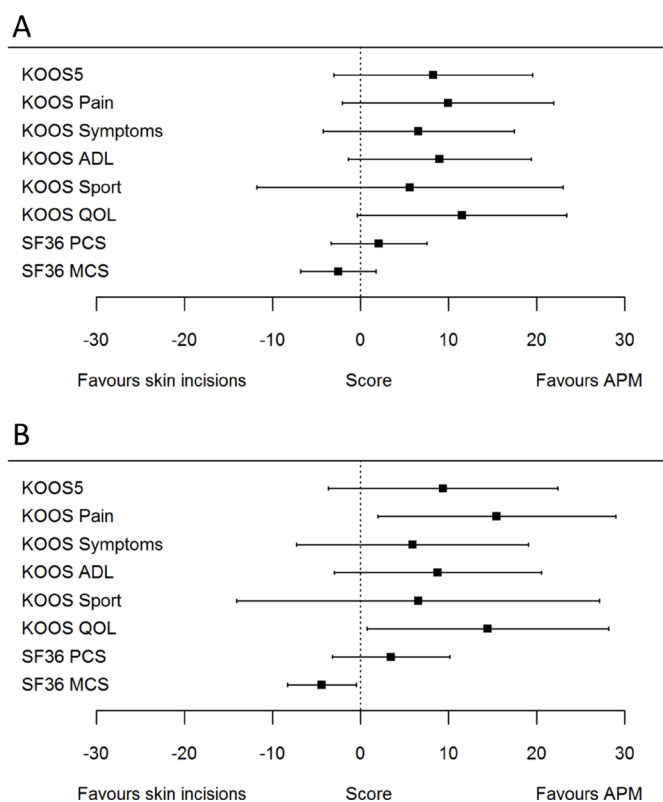 A
KOOS5
KOOS Pain
KOOS Symptoms
KOOS ADL
KOOS Sport
KOOS QOL
SF36 PCS
SF36 MCS
-30 -20 -10 0 10 20 30
Favours skin incisions Score Favours APM
B
KOOS5
KOOS Pain
KOOS Symptoms
KOOS ADL
KOOS Sport
KOOS QOL
SF36 PCS
SF36 MCS
-30 -20 -10 0 10 20 30
Favours skin incisions Score Favours APM